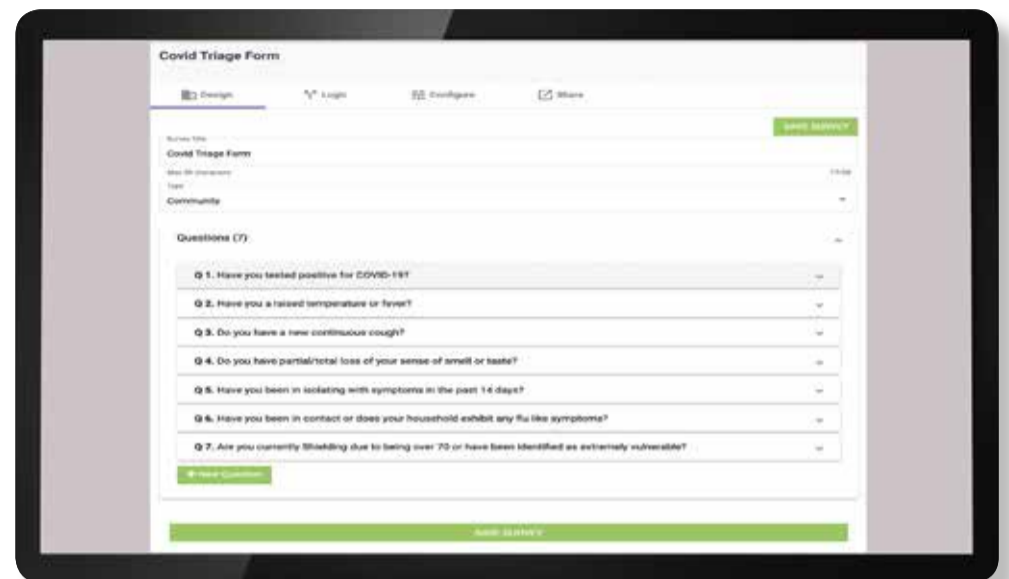 Covid Triage Form
Design Logic Configure Share
SAVE SURVEY
Survey title
Covid Triage Form
Type
Community
Questions (7)
Q 1. Have you tested positive for COVID-19?
Q 2. Have you a raised temperature or fever?
Q 3. Do you have a new continuous cough?
Q 4. Do you have partial/total loss of your sense of smell or taste?
Q 5. Have you been in isolating with symptoms in the past 14 days?
Q 6. Have you been in contact or does your household exhibit any flu like symptoms?
Q 7. Are you currently Shielding due to being over 70 or have been identified as extremely vulnerable?
New Question
SAVE SURVEY